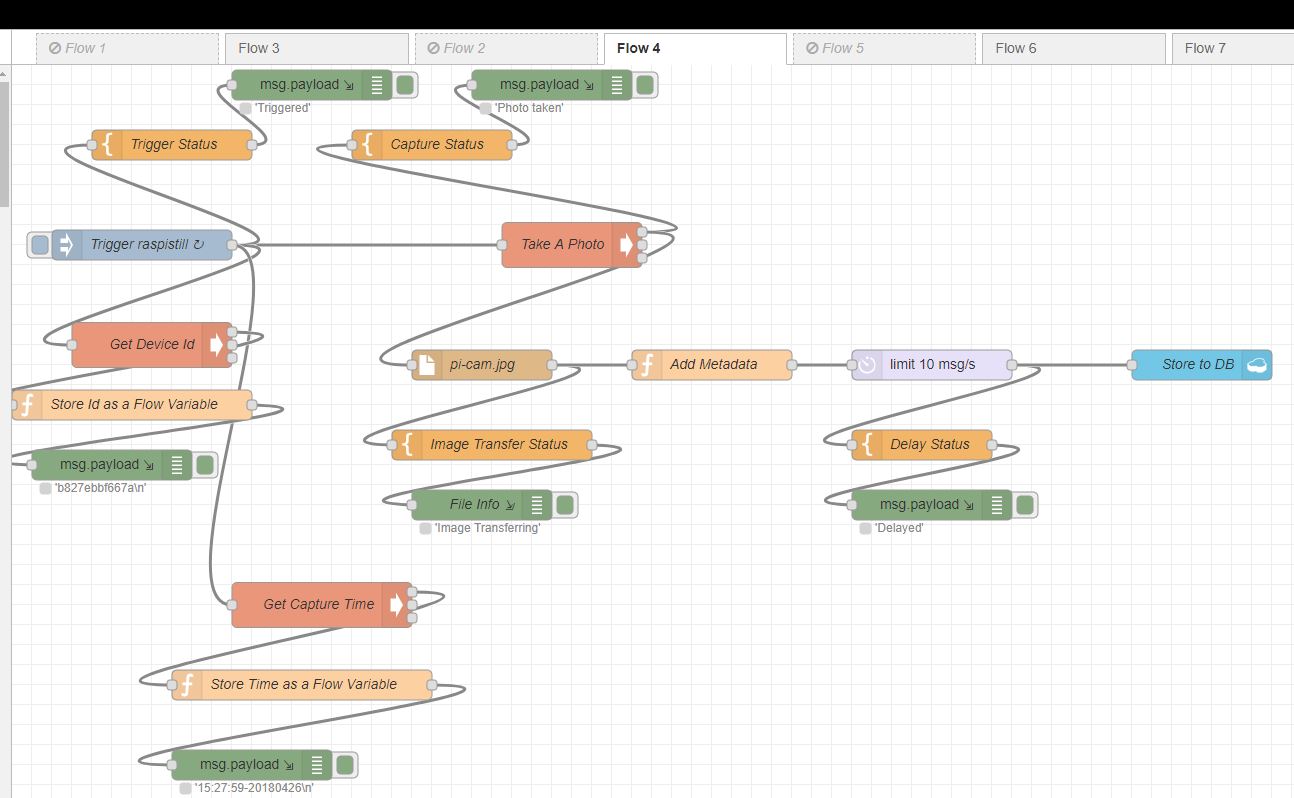 Flow 1
Flow 3
Flow 2
Flow 4
Flow 5
Flow 6
Flow 7
msg.payload
'Triggered'
msg.payload
'Photo taken'
Trigger Status
Capture Status
Trigger raspistill ↻
Take A Photo
Get Device Id
pi-cam.jpg
Add Metadata
limit 10 msg/s
Store to DB
Store Id as a Flow Variable
Image Transfer Status
Delay Status
msg.payload
'b827ebbf667a\n'
File Info
'Image Transferring'
msg.payload
'Delayed'
Get Capture Time
Store Time as a Flow Variable
msg.payload
'15:27:59-20180426\n'